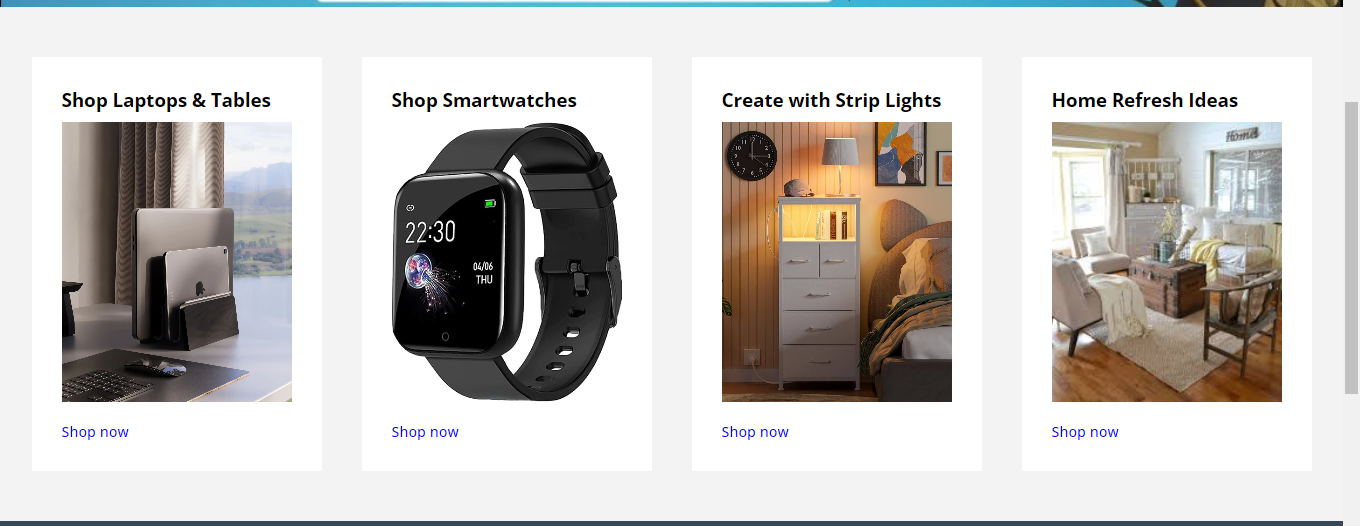 Shop Laptops & Tables
Shop Smartwatches
22:30
04/06
THU
Create with Strip Lights
Home Refresh Ideas
Home
Shop now
Shop now
Shop now
Shop now